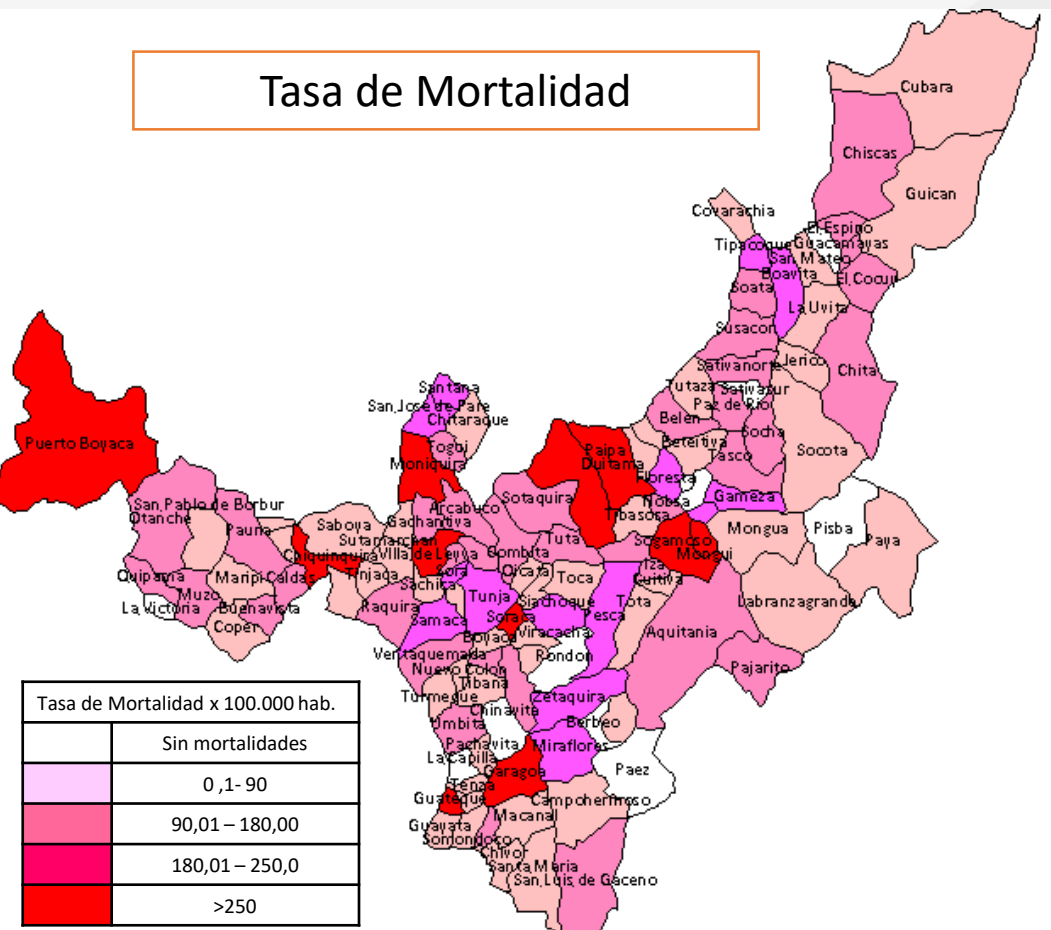 Tasa de Mortalidad
Cubara
Chiscas
Guican
Covarachia
El Espino
Tipacoque
Guacamayas
San Mateo
Boavita
El Cocuy
Soata
La Uvita
Susacon
Sativanorte
Jerico
Chita
Santana
Tutaza
Sativasur
San Jose de Pare
Paz de Rio
Chitaraque
Belen
Socha
Puerto Boyaca
Togui
Paipa
Beteitiva
Socota
Moniquira
Duitama
Tasco
Floresta
Sotaquira
Gameza
San Pablo de Borbur
Arcabuco
Nobsa
Otanche
Gachantiva
Tibasora
Pauna
Saboya
Mongua
Pisba
Paya
Sutamarchan
Tuta
Sogamoso
Chiquinquira
Villa de Leyva
Combita
Mongui
Sora
Iza
Quipama
Maripi
Caldas
Tinjaca
Sachica
Oicata
Toca
Cuitiva
Muzo
Tunja
La Victoria
Buenavista
Raquira
Siachoque
Tota
Labranzagrande
Coper
Samaca
Soraca
Pesca
Boyaca
Viracacha
Aquitania
Ventaquemada
Rondon
Nuevo Colon
Pajarito
Tibana
Turmeque
Zetaquira
Chinavita
Umbita
Berbeo
Pachavita
Miraflores
La Capilla
Garagoa
Paez
Tenza
Guateque
Campohermoso
Macanal
Guayata
Somondoco
Chivor
Santa Maria
San Luis de Gaceno
Tasa de Mortalidad x 100.000 hab.
Sin mortalidades
0 ,1- 90
90,01 – 180,00
180,01 – 250,0
>250